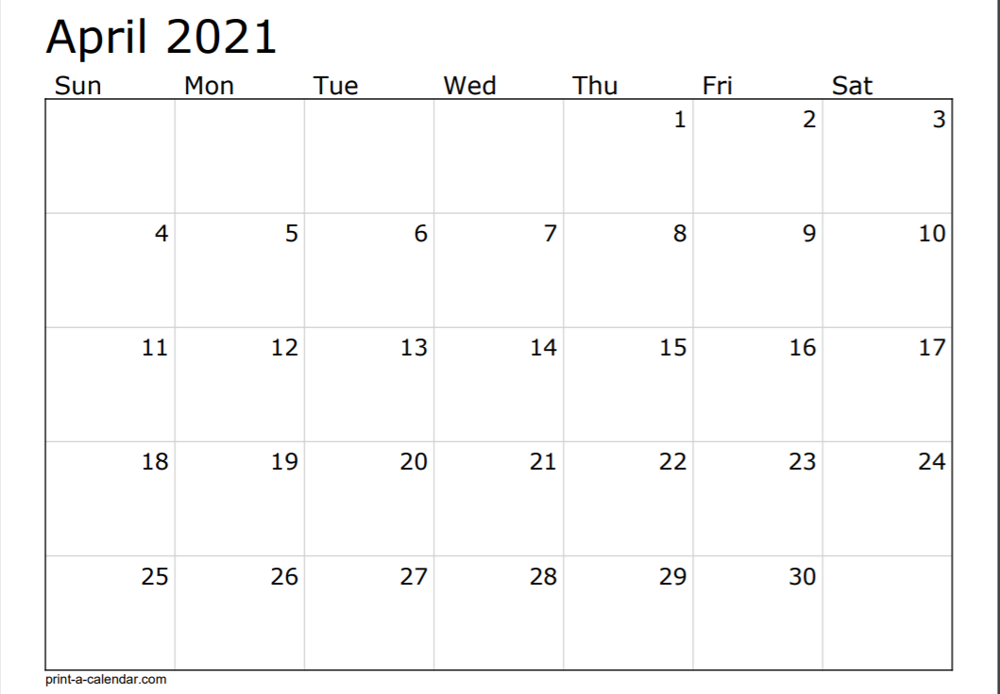 April 2021
Sun Mon Tue Wed Thu Fri Sat
1 2 3
4 5 6 7 8 9 10
11 12 13 14 15 16 17
18 19 20 21 22 23 24
25 26 27 28 29 30
print-a-calendar.com